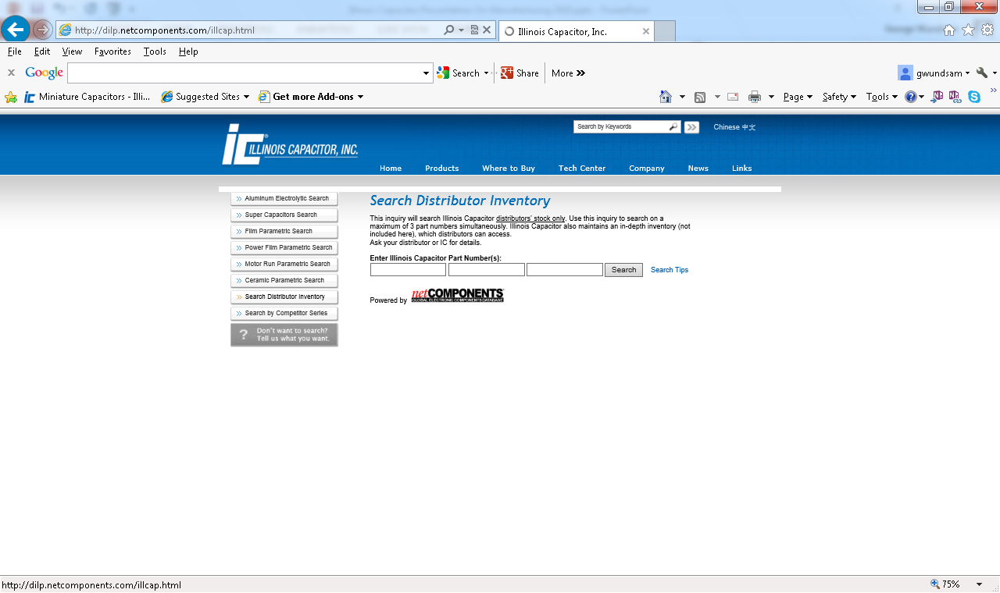 http://dilp.netcomponents.com/illcap.html
Illinois Capacitor, Inc.
File Edit View Favorites Tools Help
Google
Search
Share
More »
gwundsam
Miniature Capacitors - Illi...
Suggested Sites
Get more Add-ons
Page Safety Tools
Search by Keywords
Chinese 中文
ic® ILLINOIS CAPACITOR, INC.
Home Products Where to Buy Tech Center Company News Links
Aluminum Electrolytic Search
Super Capacitors Search
Film Parametric Search
Power Film Parametric Search
Motor Run Parametric Search
Ceramic Parametric Search
Search Distributor Inventory
Search by Competitor Series
? Don't want to search?
Tell us what you want.
Search Distributor Inventory
This inquiry will search Illinois Capacitor distributors' stock only. Use this inquiry to search on a
maximum of 3 part numbers simultaneously. Illinois Capacitor also maintains an in-depth inventory (not
included here), which distributors can access.
Ask your distributor or IC for details.
Enter Illinois Capacitor Part Number(s):
Search
Search Tips
Powered by netCOMPONENTS
GLOBAL ELECTRONIC COMPONENTS DATABASE
http://dilp.netcomponents.com/illcap.html
75%